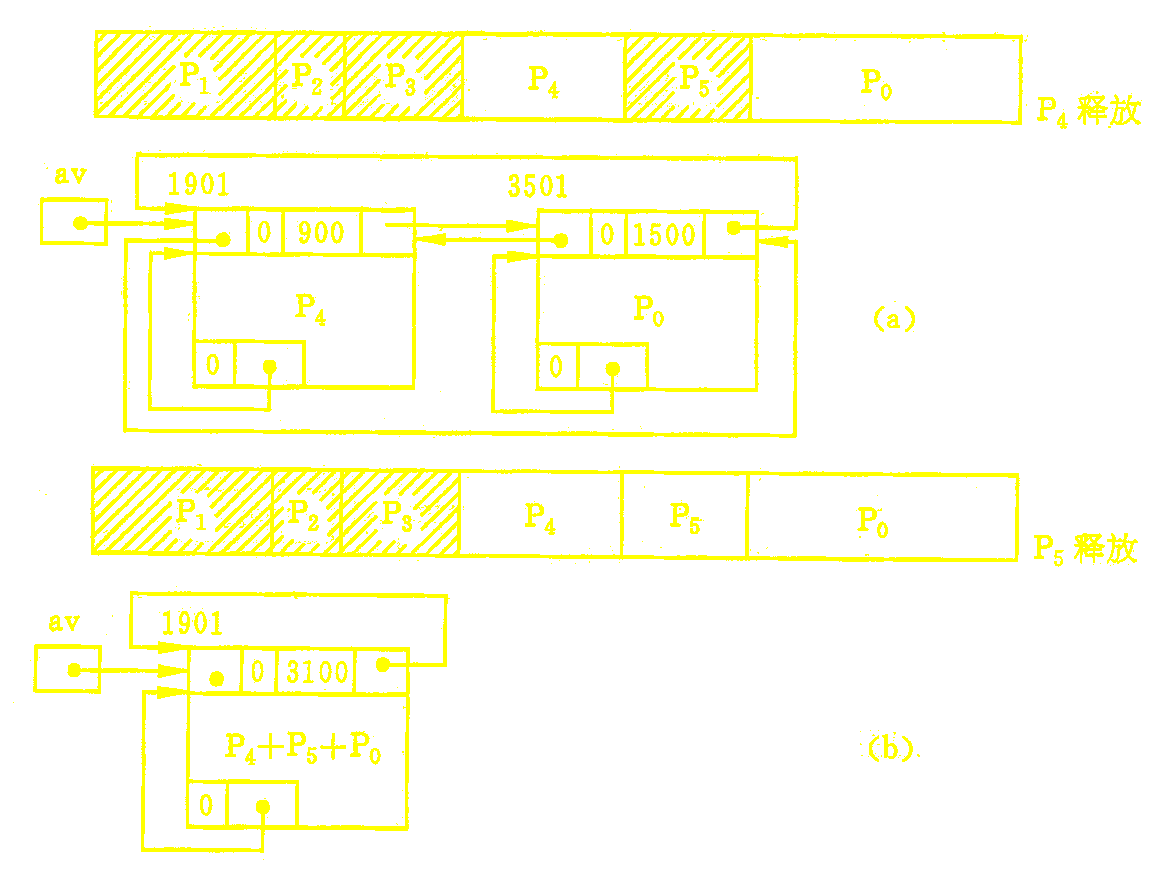 P₁ P₂ P₃ P₄ P₅ P₀
P₄ 释放
av
1901
3501
0 900
0 1500
P₄
P₀
(a)
0
0
P₁ P₂ P₃ P₄ P₅ P₀
P₅ 释放
av
1901
0 3100
P₄+P₅+P₀
(b)
0